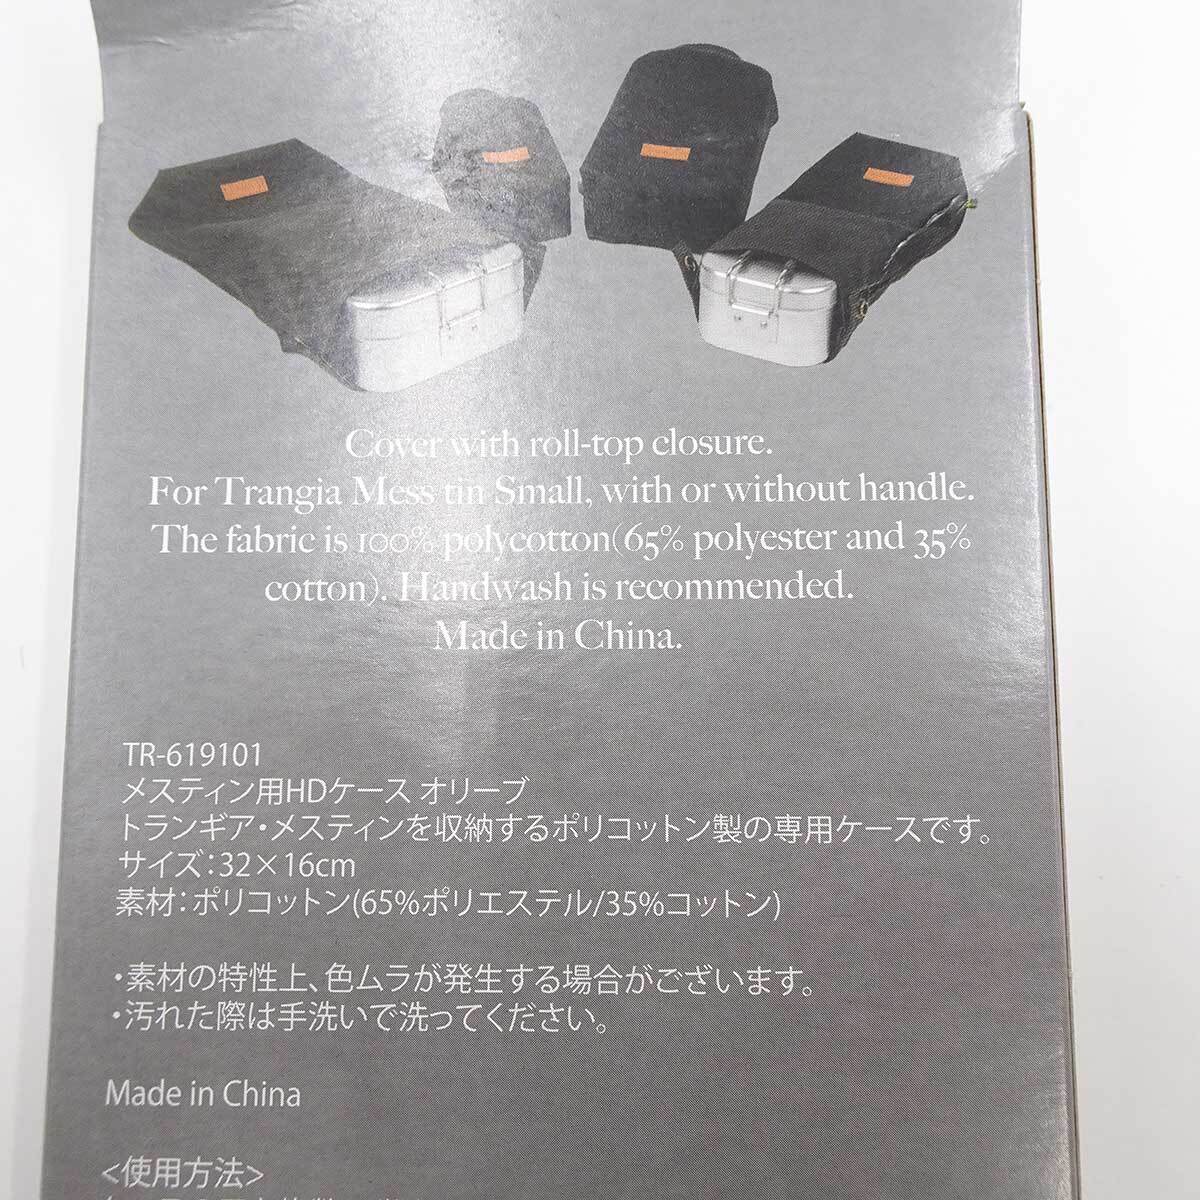 Cover with roll-top closure.
For Trangia Mess tin Small, with or without handle.
The fabric is 100% polycotton(65% polyester and 35%
cotton). Handwash is recommended.
Made in China.
TR-619101
メスティン用HDケース オリーブ
トランギア・メスティンを収納するポリコットン製の専用ケースです。
サイズ：32×16cm
素材：ポリコットン(65%ポリエステル/35%コットン)
・素材の特性上、色ムラが発生する場合がございます。
・汚れた際は手洗いで洗ってください。
Made in China
<使用方法>